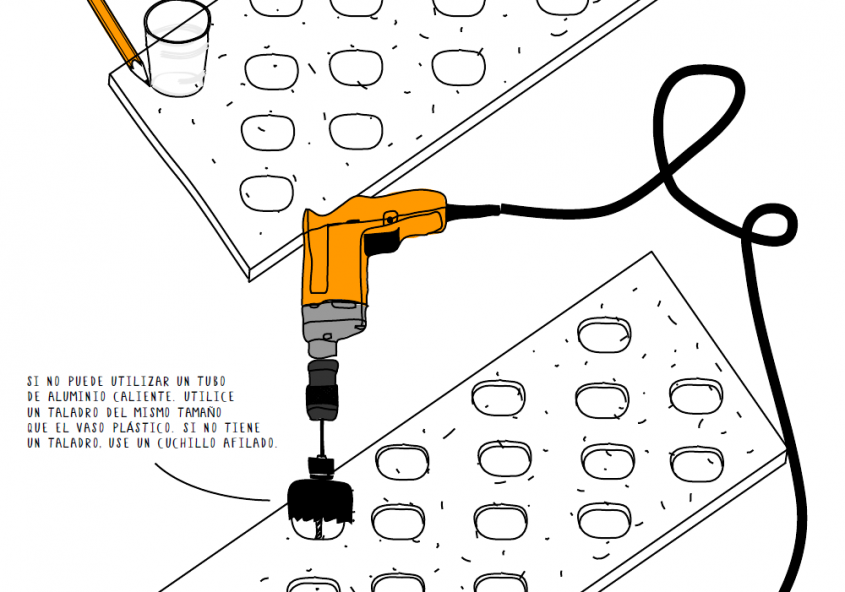 SI NO PUEDE UTILIZAR UN TUBO
DE ALUMINIO CALIENTE. UTILICE
UN TALADRO DEL MISMO TAMAÑO
QUE EL VASO PLÁSTICO. SI NO TIENE
UN TALADRO, USE UN CUCHILLO AFILADO.